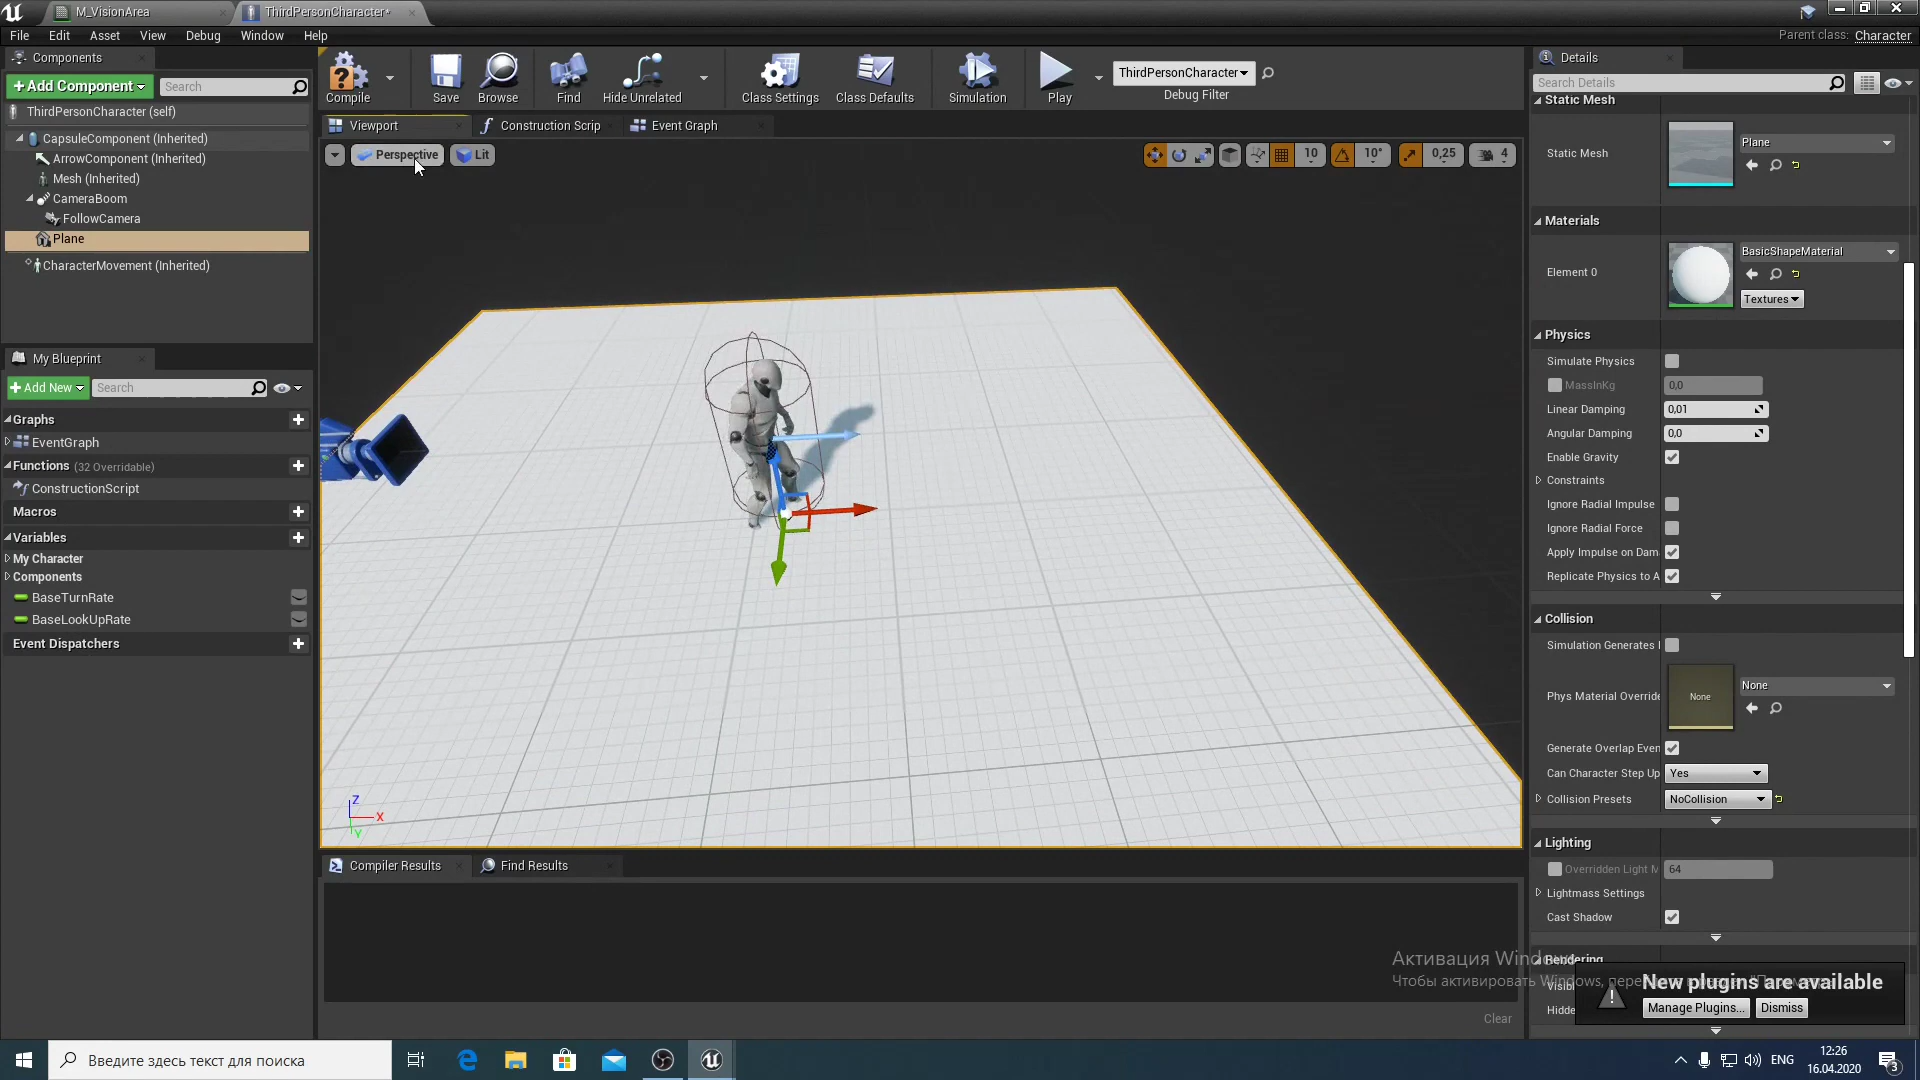 M_VisionArea
ThirdPersonCharacter*
File Edit Asset View Debug Window Help
Parent class: Character
Components
+ Add Component
Search
ThirdPersonCharacter (self)
CapsuleComponent (Inherited)
ArrowComponent (Inherited)
Mesh (Inherited)
CameraBoom
FollowCamera
Plane
CharacterMovement (Inherited)
My Blueprint
+ Add New
Search
Graphs
EventGraph
Functions (32 Overridable)
ConstructionScript
Macros
Variables
My Character
Components
BaseTurnRate
BaseLookUpRate
Event Dispatchers
Compile
Save
Browse
Find
Hide Unrelated
Class Settings
Class Defaults
Simulation
Play
ThirdPersonCharacter
Debug Filter
Viewport
Construction Scrip
Event Graph
Perspective
Lit
10
10°
0,25
4
Z
X
Y
Compiler Results
Find Results
Clear
Details
Search Details
Static Mesh
Static Mesh
Plane
Materials
Element 0
BasicShapeMaterial
Textures
Physics
Simulate Physics
MassInKg 0,0
Linear Damping 0,01
Angular Damping 0,0
Enable Gravity
Constraints
Ignore Radial Impulse
Ignore Radial Force
Apply Impulse on Dam
Replicate Physics to A
Collision
Simulation Generates
Phys Material Override
None
None
Generate Overlap Even
Can Character Step Up Yes
Collision Presets NoCollision
Lighting
Overridden Light M 64
Lightmass Settings
Cast Shadow
Rendering
Visib
Hidde
Активация Windo
Чтобы активировать Windows, пере
New plugins are available
Manage Plugins...
Dismiss
Введите здесь текст для поиска
ENG
12:26
16.04.2020
3